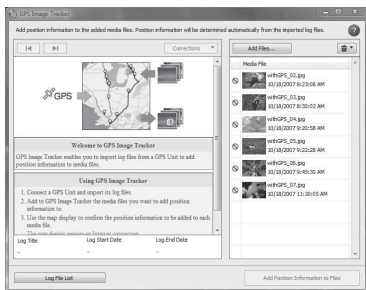 GPS Image Tracker
Add position information to the added media files. Position information will be determined automatically from the imported log files.
Corrections
Add Files...
GPS
Welcome to GPS Image Tracker
GPS Image Tracker enables you to import log files from a GPS Unit to add
position information to media files.
Using GPS Image Tracker
1. Connect a GPS Unit and import its log files.
2. Add to GPS Image Tracker the media files you want to add position
information to.
3. Use the map display to confirm the position information to be added to each
media file.
The map display requires an Internet connection.
Log Title Log Start Date Log End Date
- - -
Media File
withGPS_02.jpg
10/18/2007 8:23:08 AM
withGPS_03.jpg
10/18/2007 8:30:02 AM
withGPS_04.jpg
10/18/2007 9:20:58 AM
withGPS_05.jpg
10/18/2007 9:22:28 AM
withGPS_06.jpg
10/18/2007 9:45:30 AM
withGPS_07.jpg
10/18/2007 11:30:05 AM
Log File List
Add Position Information to Files